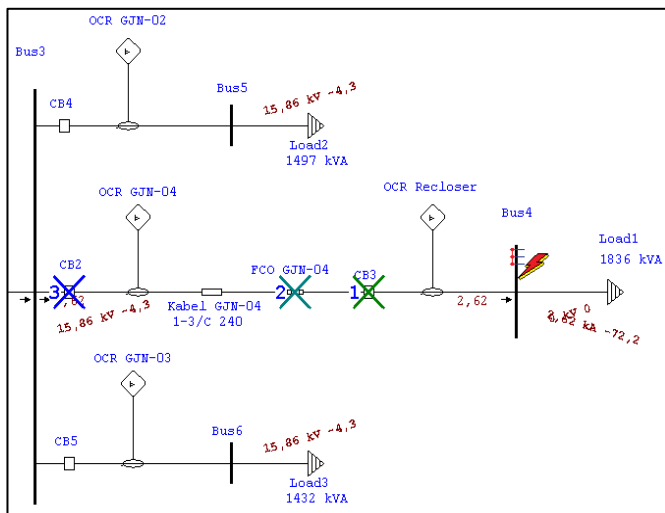 OCR GJN-02
Bus3
CB4
Bus5
15,86 kV -4,3
Load2
1497 kVA
OCR GJN-04
OCR Recloser
Bus4
Load1
1836 kVA
CB2
FCO GJN-04
CB3
3
2
1
15,86 kV -4,3
Kabel GJN-04
1-3/C 240
2,62
kA -72,2
OCR GJN-03
CB5
Bus6
15,86 kV -4,3
Load3
1432 kVA